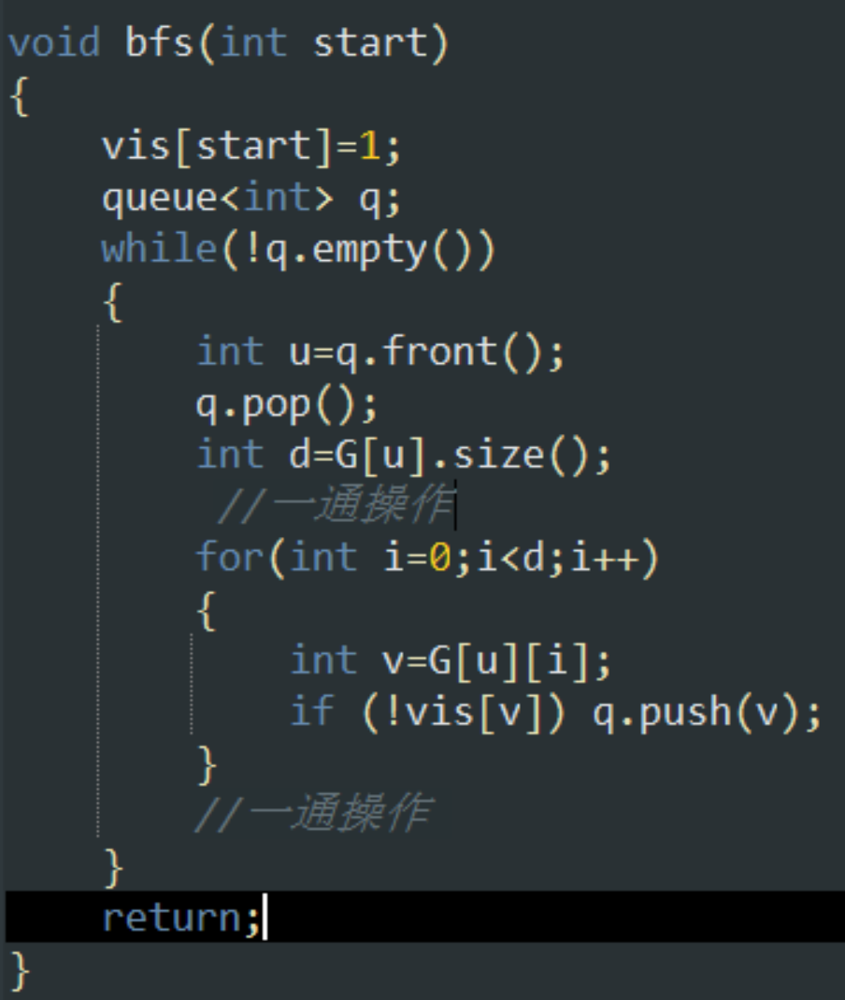 void bfs(int start)
{
    vis[start]=1;
    queue<int> q;
    while(!q.empty())
    {
        int u=q.front();
        q.pop();
        int d=G[u].size();
         //一通操作
        for(int i=0;i<d;i++)
        {
            int v=G[u][i];
            if (!vis[v]) q.push(v);
        }
        //一通操作
    }
    return;
}